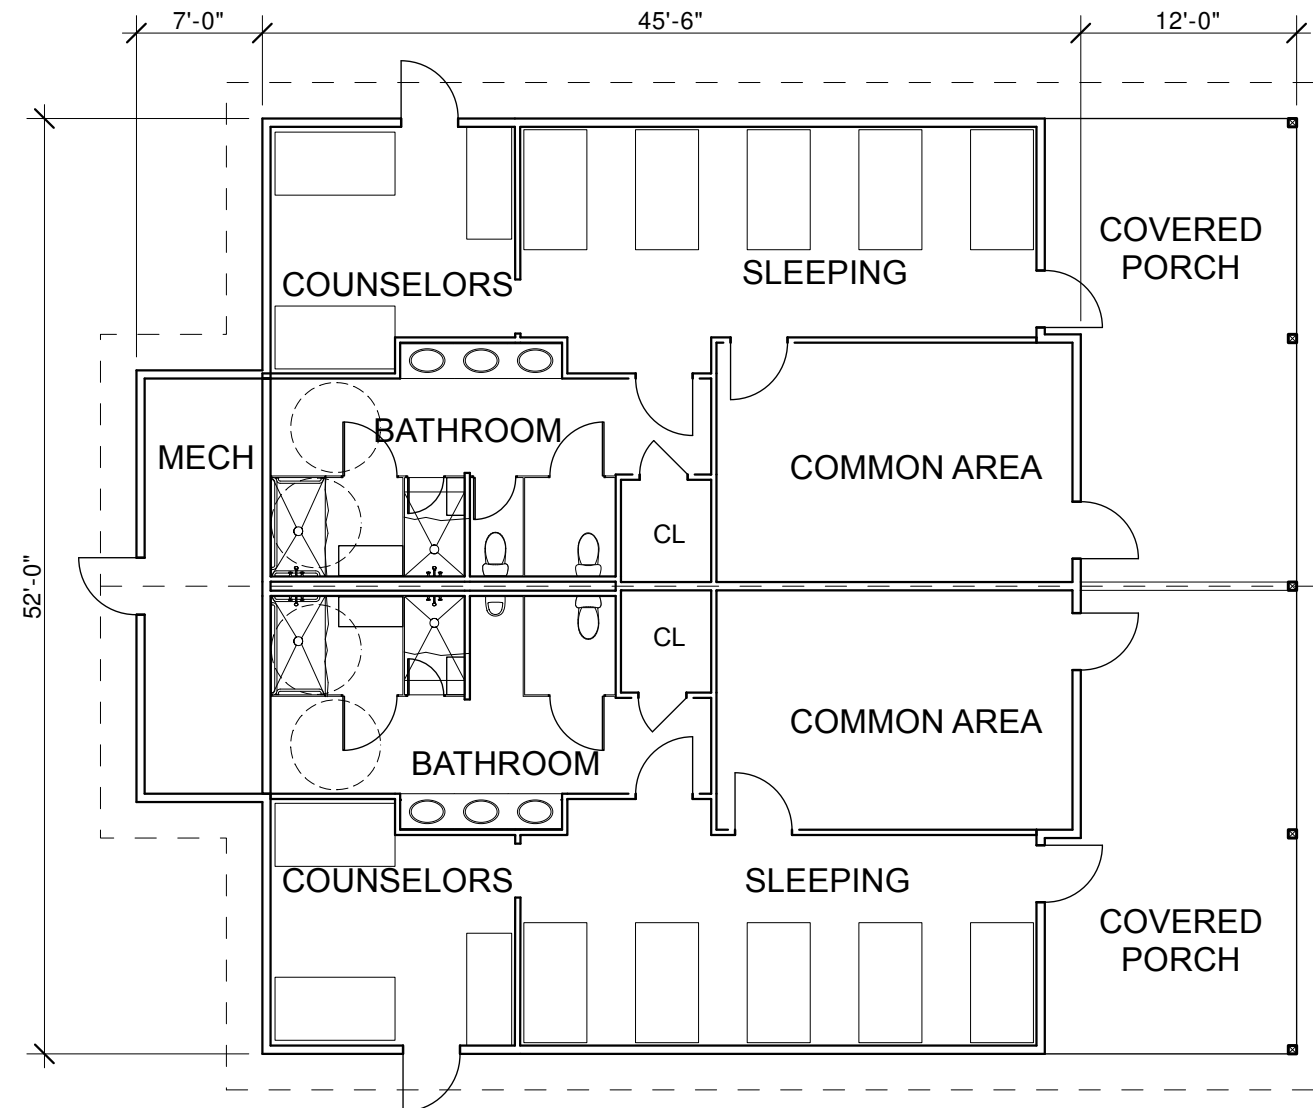 7'-0" 45'-6" 12'-0"
COVERED
PORCH
COUNSELORS SLEEPING
BATHROOM
MECH COMMON AREA
CL
52'-0"
CL
COMMON AREA
BATHROOM
COUNSELORS SLEEPING
COVERED
PORCH